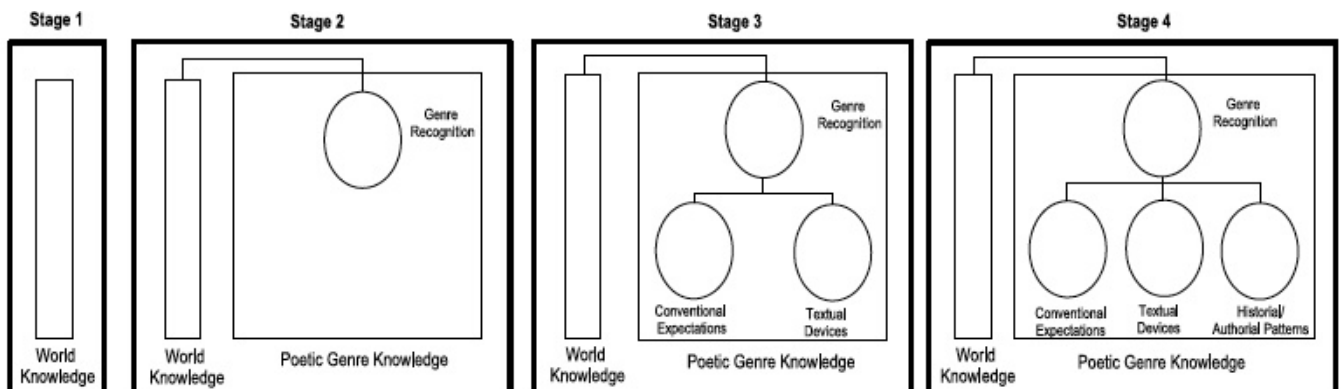 Stage 1
World
Knowledge
Stage 2
Genre
Recognition
World
Knowledge
Poetic Genre Knowledge
Stage 3
Genre
Recognition
Conventional
Expectations
Textual
Devices
World
Knowledge
Poetic Genre Knowledge
Stage 4
Genre
Recognition
Conventional
Expectations
Textual
Devices
Historial/
Authorial Patterns
World
Knowledge
Poetic Genre Knowledge